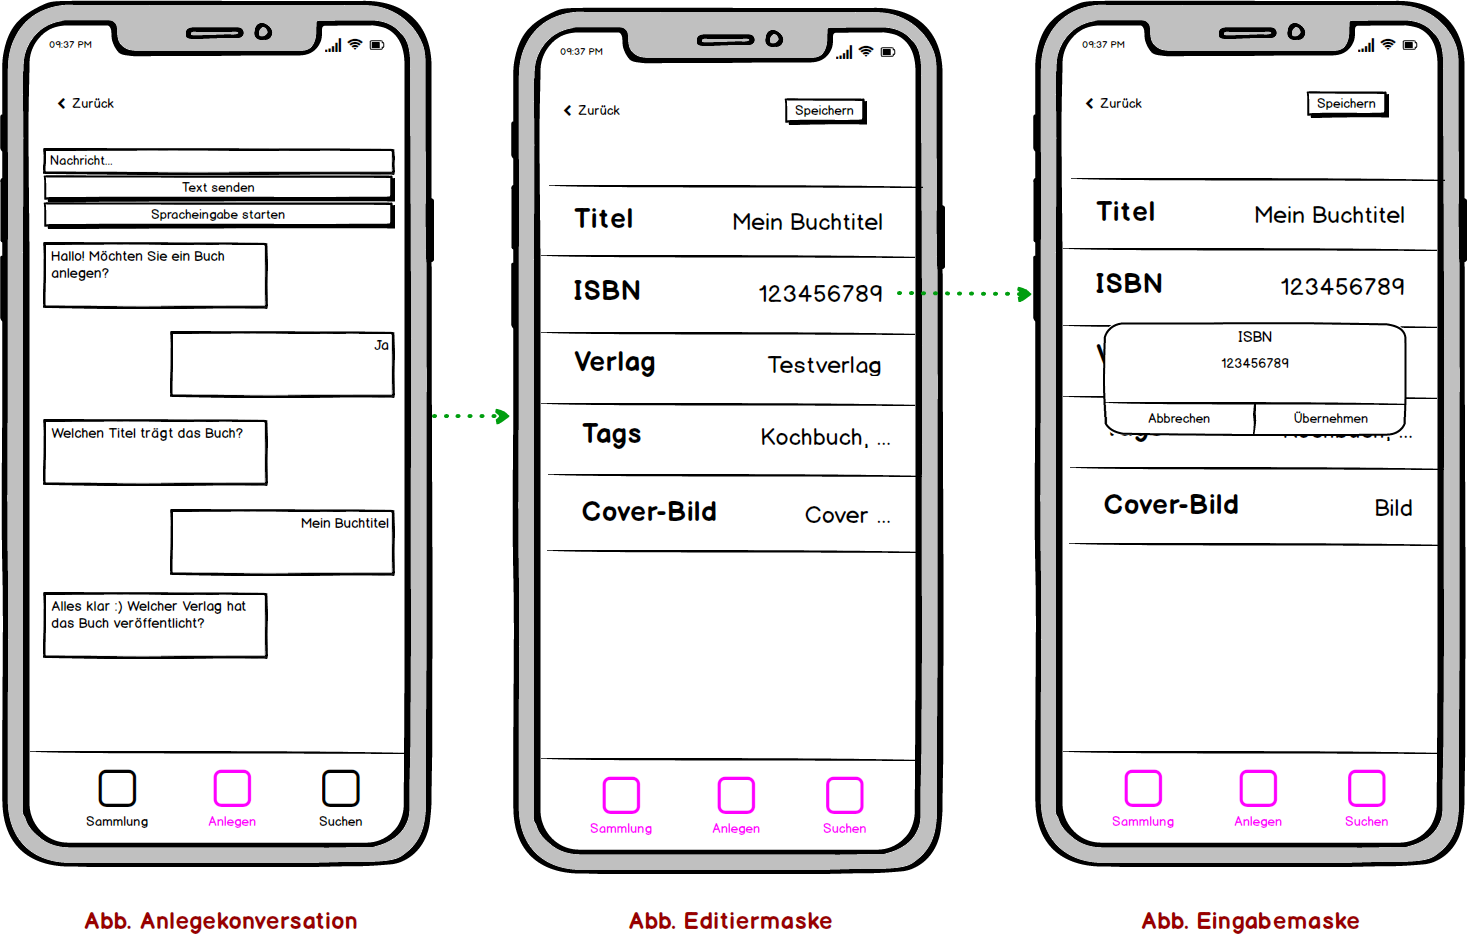 09:37 PM
Zurück
Nachricht...
Text senden
Spracheingabe starten
Hallo! Möchten Sie ein Buch
anlegen?
Ja
Welchen Titel trägt das Buch?
Mein Buchtitel
Alles klar :) Welcher Verlag hat
das Buch veröffentlicht?
Sammlung Anlegen Suchen
Abb. Anlegekonversation
09:37 PM
Zurück Speichern
Titel Mein Buchtitel
ISBN 123456789
Verlag Testverlag
Tags Kochbuch, ...
Cover-Bild Cover ...
Sammlung Anlegen Suchen
Abb. Editiermaske
09:37 PM
Zurück Speichern
Titel Mein Buchtitel
ISBN 123456789
ISBN
123456789
Abbrechen Übernehmen
Cover-Bild Bild
Sammlung Anlegen Suchen
Abb. Eingabemaske